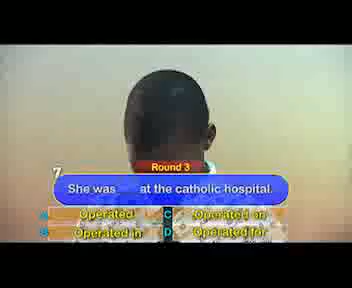 Round 3
7
She was at the catholic hospital.
A Operated C Operated on
B Operated in D Operated for